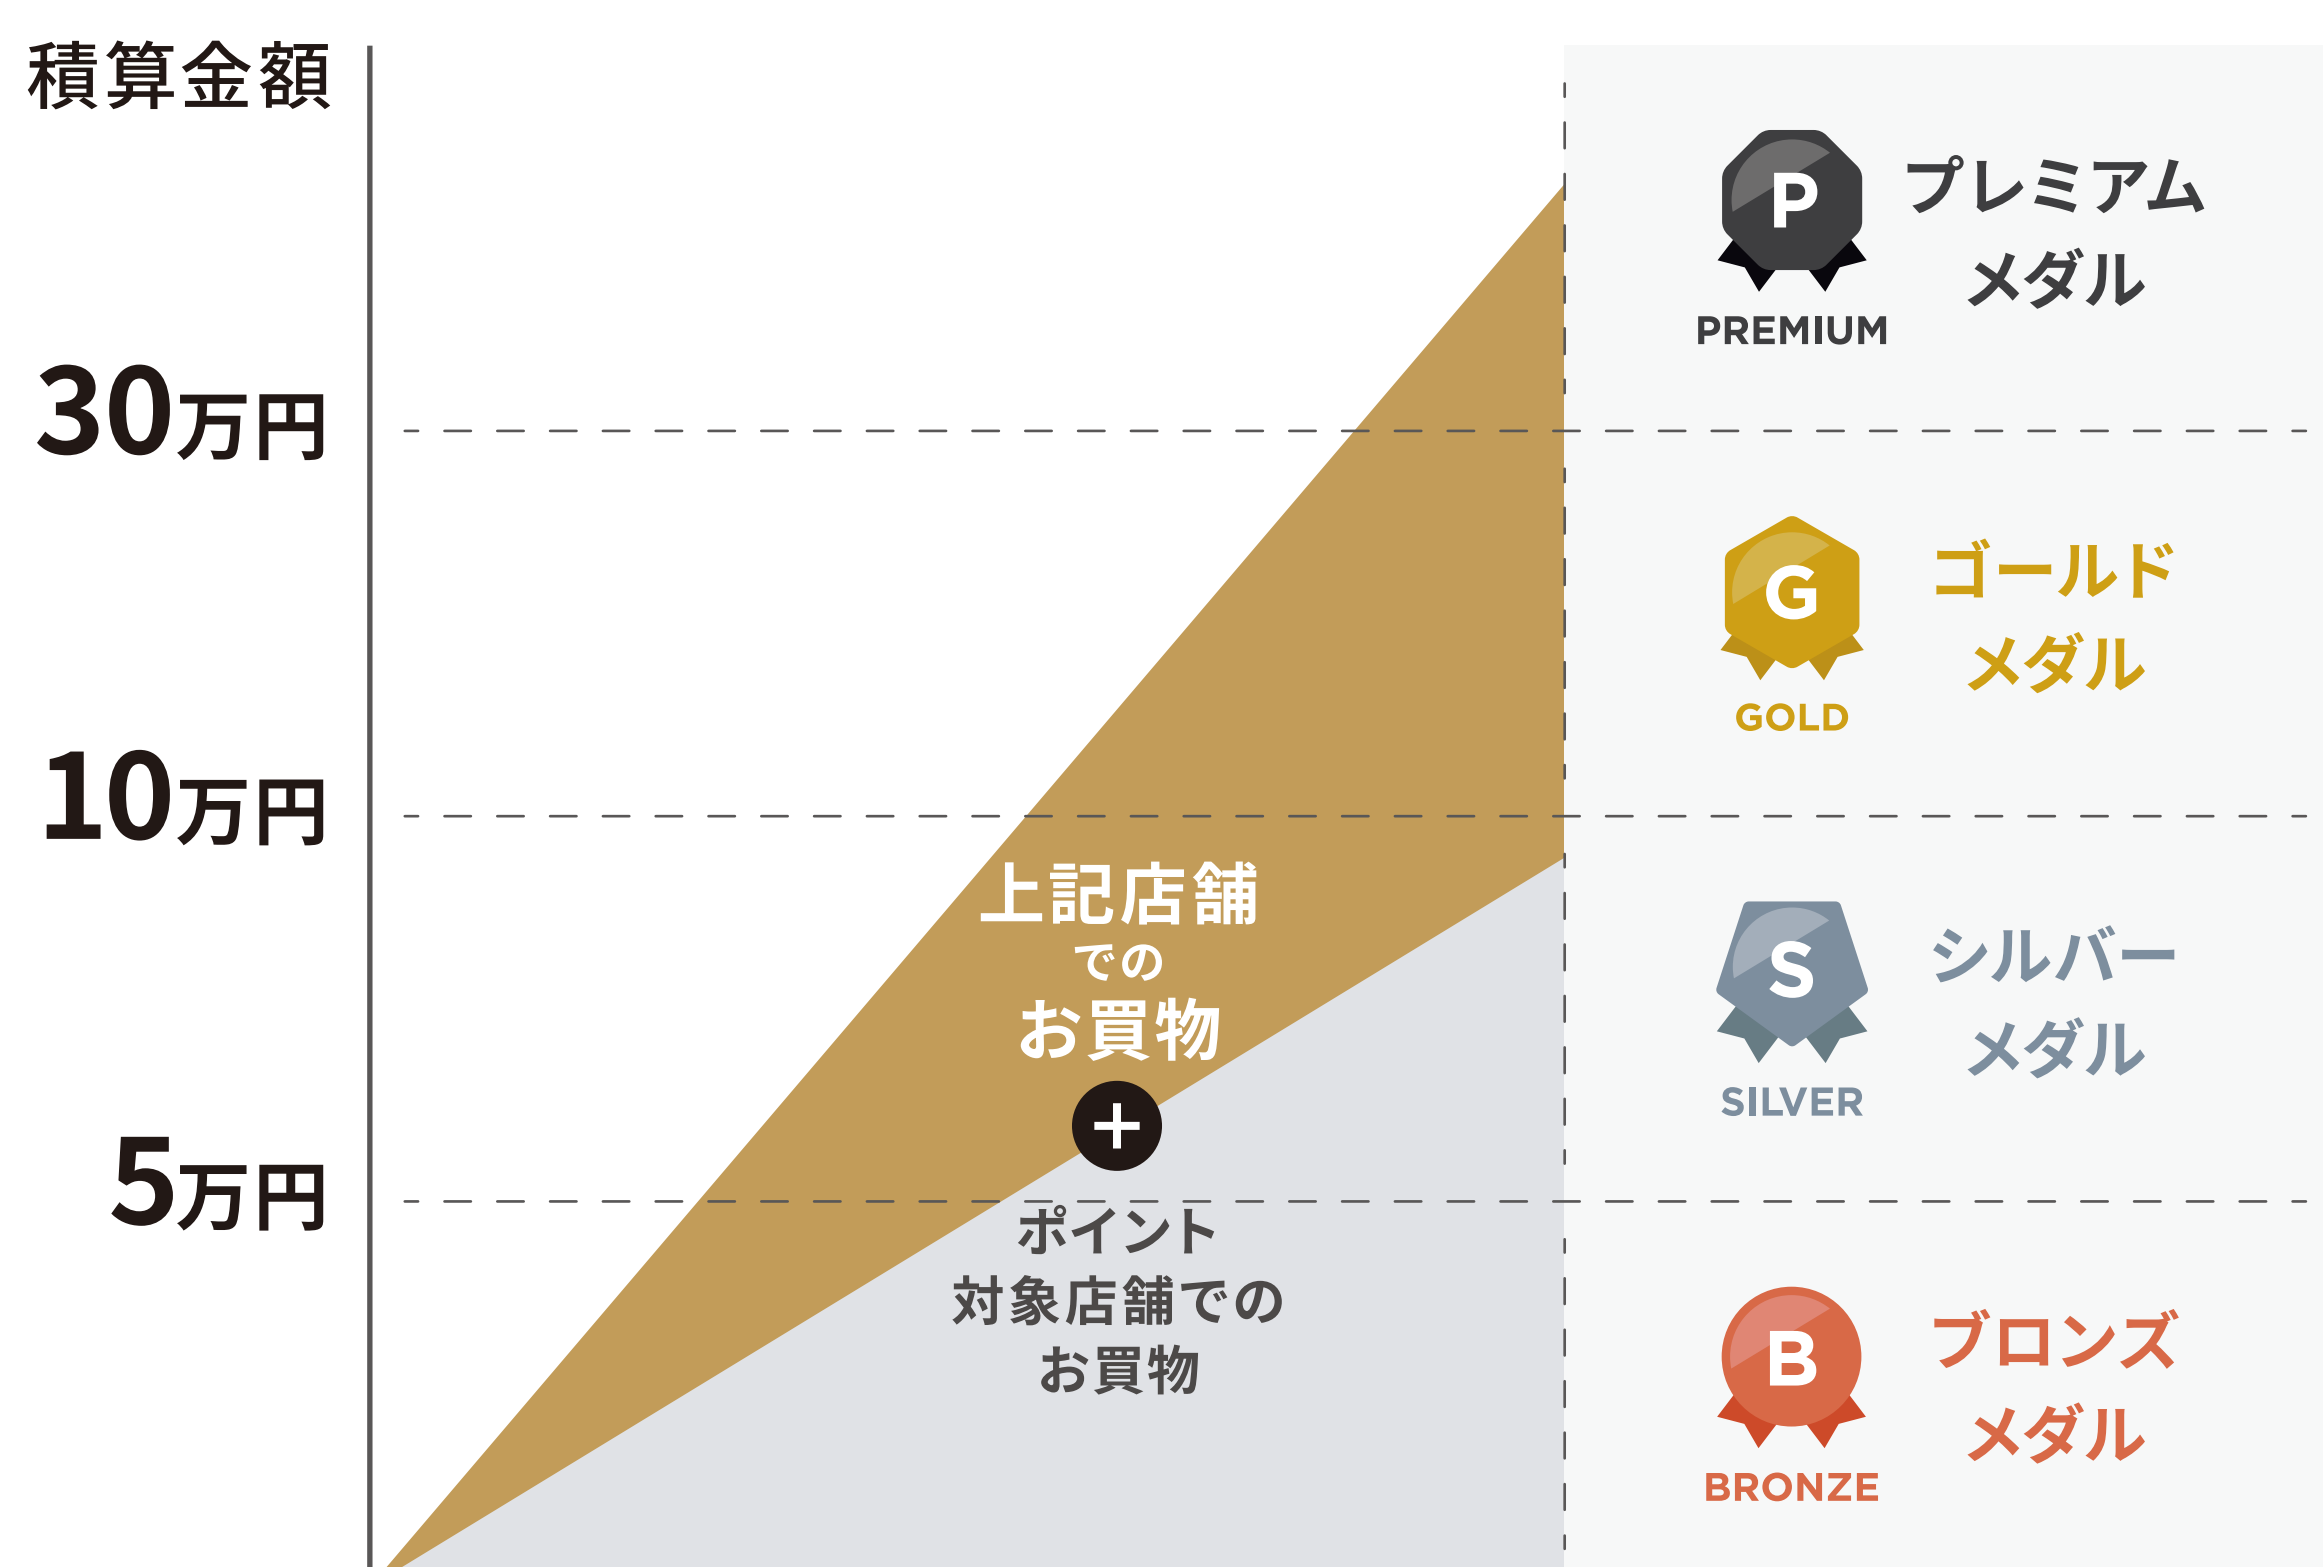 積算金額
30万円
10万円
5万円
上記店舗
での
お買物
+
ポイント
対象店舗での
お買物
P
PREMIUM
プレミアム
メダル
G
GOLD
ゴールド
メダル
S
SILVER
シルバー
メダル
B
BRONZE
ブロンズ
メダル